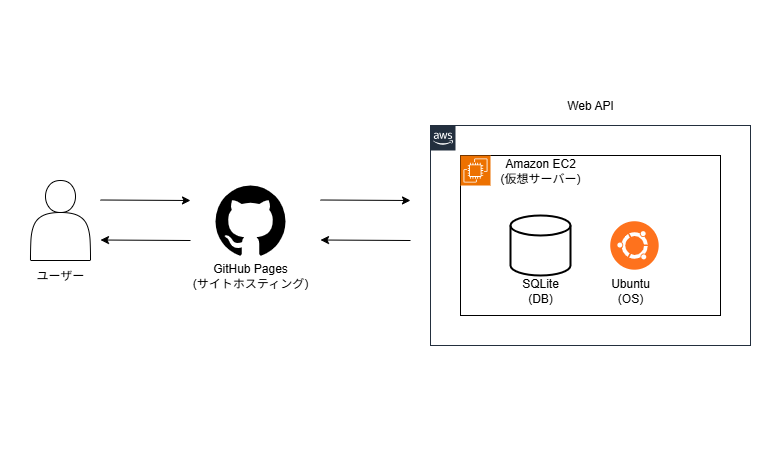 Web API
aws
Amazon EC2
(仮想サーバー)
ユーザー
GitHub Pages
(サイトホスティング)
SQLite
(DB)
Ubuntu
(OS)